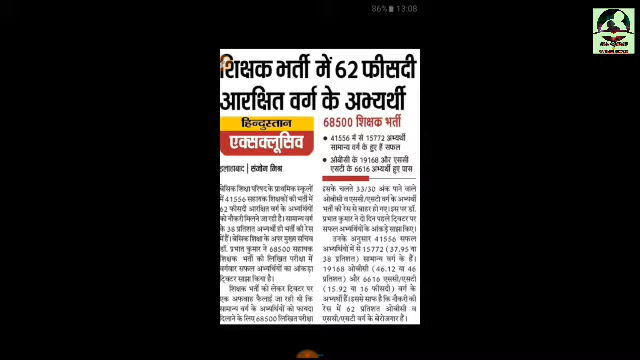 86% 13:08
शिक्षक भर्ती में 62 फीसदी
आरक्षित वर्ग के अभ्यर्थी
हिन्दुस्तान
एक्सक्लूसिव
68500 शिक्षक भर्ती
● 41556 में से 15772 अभ्यर्थी
सामान्य वर्ग के हुए हैं सफल
● ओबीसी के 19168 और एससी
एसटी के 6616 अभ्यर्थी हुए पास
इलाहाबाद | संजोग मिश्र
बेसिक शिक्षा परिषद के प्राथमिक स्कूलों
में 41556 सहायक शिक्षकों की भर्ती में
62 फीसदी आरक्षित वर्ग के अभ्यर्थियों
को नौकरी मिलने जा रही है। सामान्य वर्ग
के 38 प्रतिशत अभ्यर्थी ही भर्ती की रेस
में हैं। बेसिक शिक्षा के अपर मुख्य सचिव
डॉ. प्रभात कुमार ने 68500 सहायक
शिक्षक भर्ती की लिखित परीक्षा में
वर्गवार सफल अभ्यर्थियों का आंकड़ा
ट्विटर साझा किया है।
शिक्षक भर्ती को लेकर ट्विटर पर
एक अफवाह फैलाई जा रही थी कि
सामान्य वर्ग के अभ्यर्थियों को फायदा
दिलाने के लिए 68500 लिखित परीक्षा
इसके चलते 33/30 अंक पाने वाले
ओबीसी व एससी/एसटी वर्ग के अभ्यर्थी
भर्ती की रेस से बाहर हो गए। इस पर डॉ.
प्रभात कुमार ने दो दिन पहले ट्विटर पर
सफल अभ्यर्थियों के आंकड़े साझा किए।
उनके अनुसार 41556 सफल
अभ्यर्थियों में से 15772 (37.95 या
38 प्रतिशत) सामान्य वर्ग के हैं।
19168 ओबीसी (46.12 या 46
प्रतिशत) और 6616 एससी/एसटी
(15.92 या 16 फीसदी) वर्ग के
अभ्यर्थी हैं। इससे साफ है कि नौकरी की
रेस में 62 प्रतिशत ओबीसी व
एससी/एसटी वर्ग के बेरोजगार हैं।